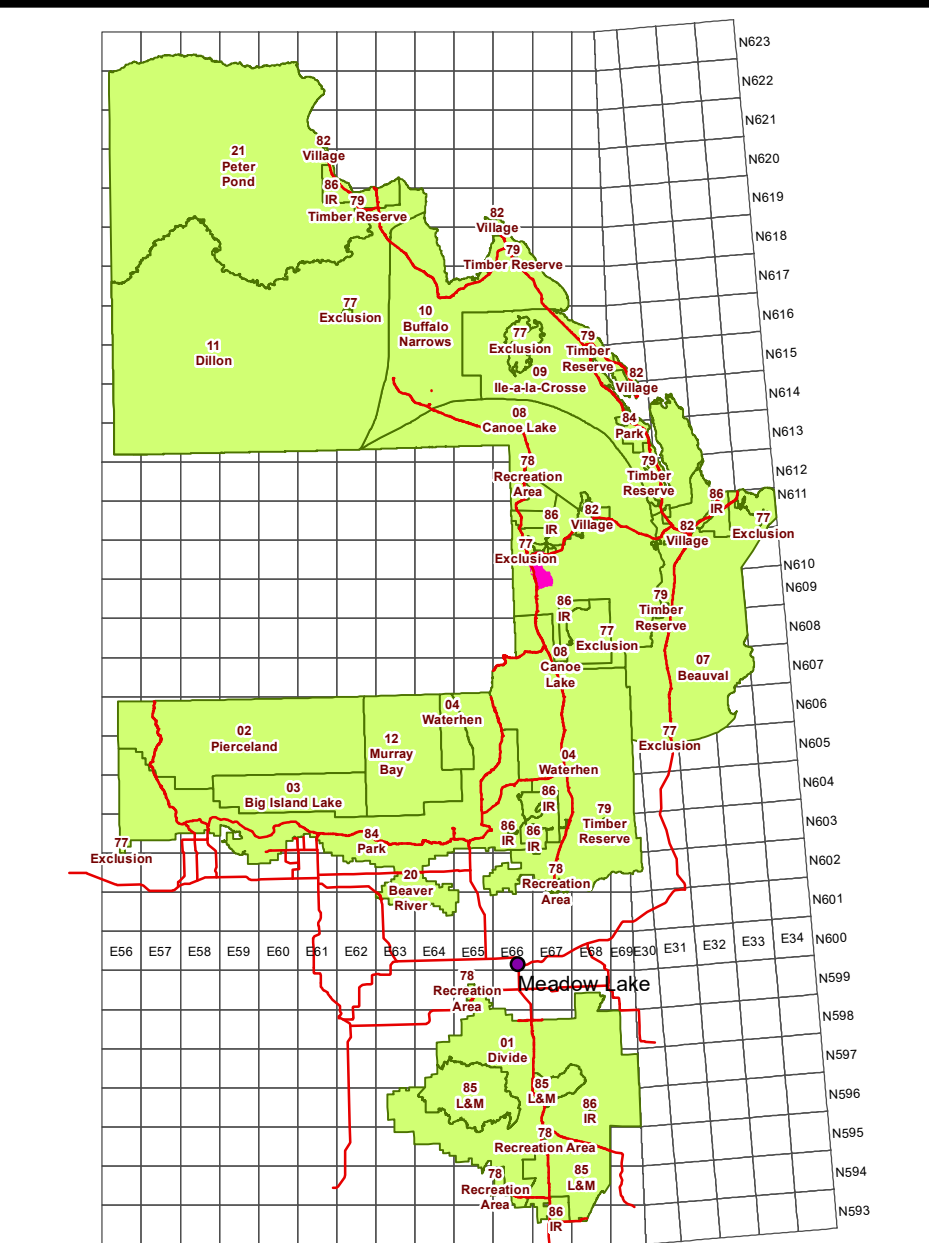 N623
N622
N621
N620
N619
N618
N617
N616
N615
N614
N613
N612
N611
N610
N609
N608
N607
N606
N605
N604
N603
N602
N601
N600
N599
N598
N597
N596
N595
N594
N593
21
Peter
Pond
82
Village
86
IR
79
Timber Reserve
82
Village
79
Timber Reserve
77
Exclusion
10
Buffalo
Narrows
11
Dillon
77
Exclusion
79
Timber
Reserve
09
Ile-a-la-Crosse
82
Village
08
Canoe Lake
84
Park
78
Recreation
Area
79
Timber
Reserve
86
IR
82
Village
86
IR
77
Exclusion
82
Village
77
Exclusion
86
IR
79
Timber
Reserve
77
Exclusion
08
Canoe
Lake
07
Beauval
04
Waterhen
02
Pierceland
12
Murray
Bay
77
Exclusion
04
Waterhen
03
Big Island Lake
86
IR
79
Timber
Reserve
86
IR
86
IR
84
Park
77
Exclusion
20
Beaver
River
78
Recreation
Area
E56 E57 E58 E59 E60 E61 E62 E63 E64 E65 E66 E67 E68 E69 E30 E31 E32 E33 E34
Meadow Lake
78
Recreation
Area
01
Divide
85
L&M
85
L&M
86
IR
78
Recreation Area
78
Recreation
Area
85
L&M
86
IR